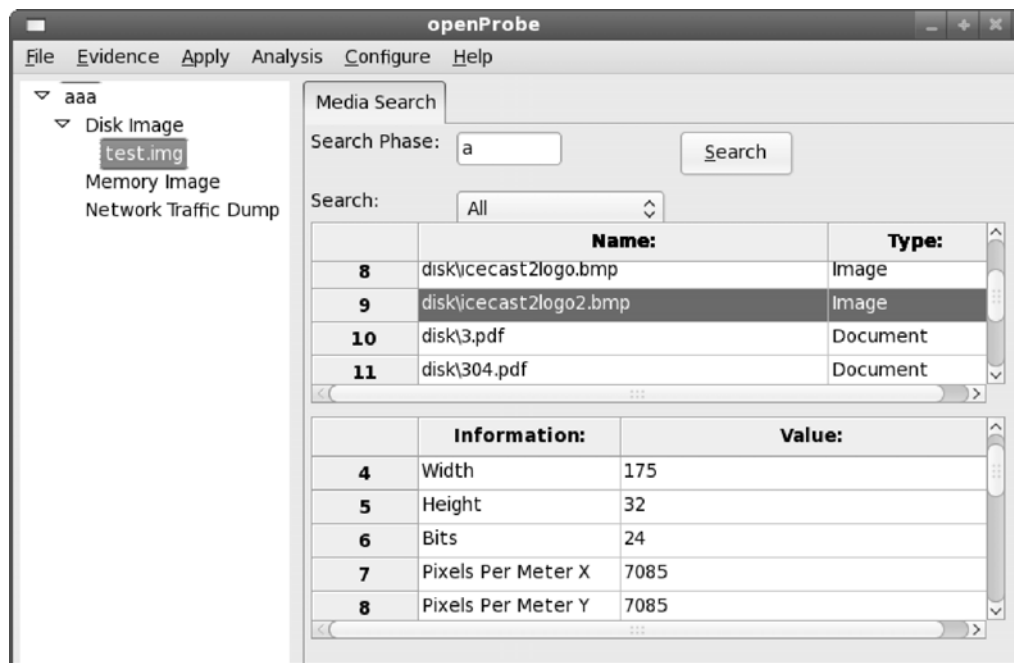 openProbe
File Evidence Apply Analysis Configure Help
aaa
Disk Image
test.img
Memory Image
Network Traffic Dump
Media Search
Search Phase: a Search
Search: All
Name: Type:
8 disk\icecast2logo.bmp Image
9 disk\icecast2logo2.bmp Image
10 disk\3.pdf Document
11 disk\304.pdf Document
Information: Value:
4 Width 175
5 Height 32
6 Bits 24
7 Pixels Per Meter X 7085
8 Pixels Per Meter Y 7085